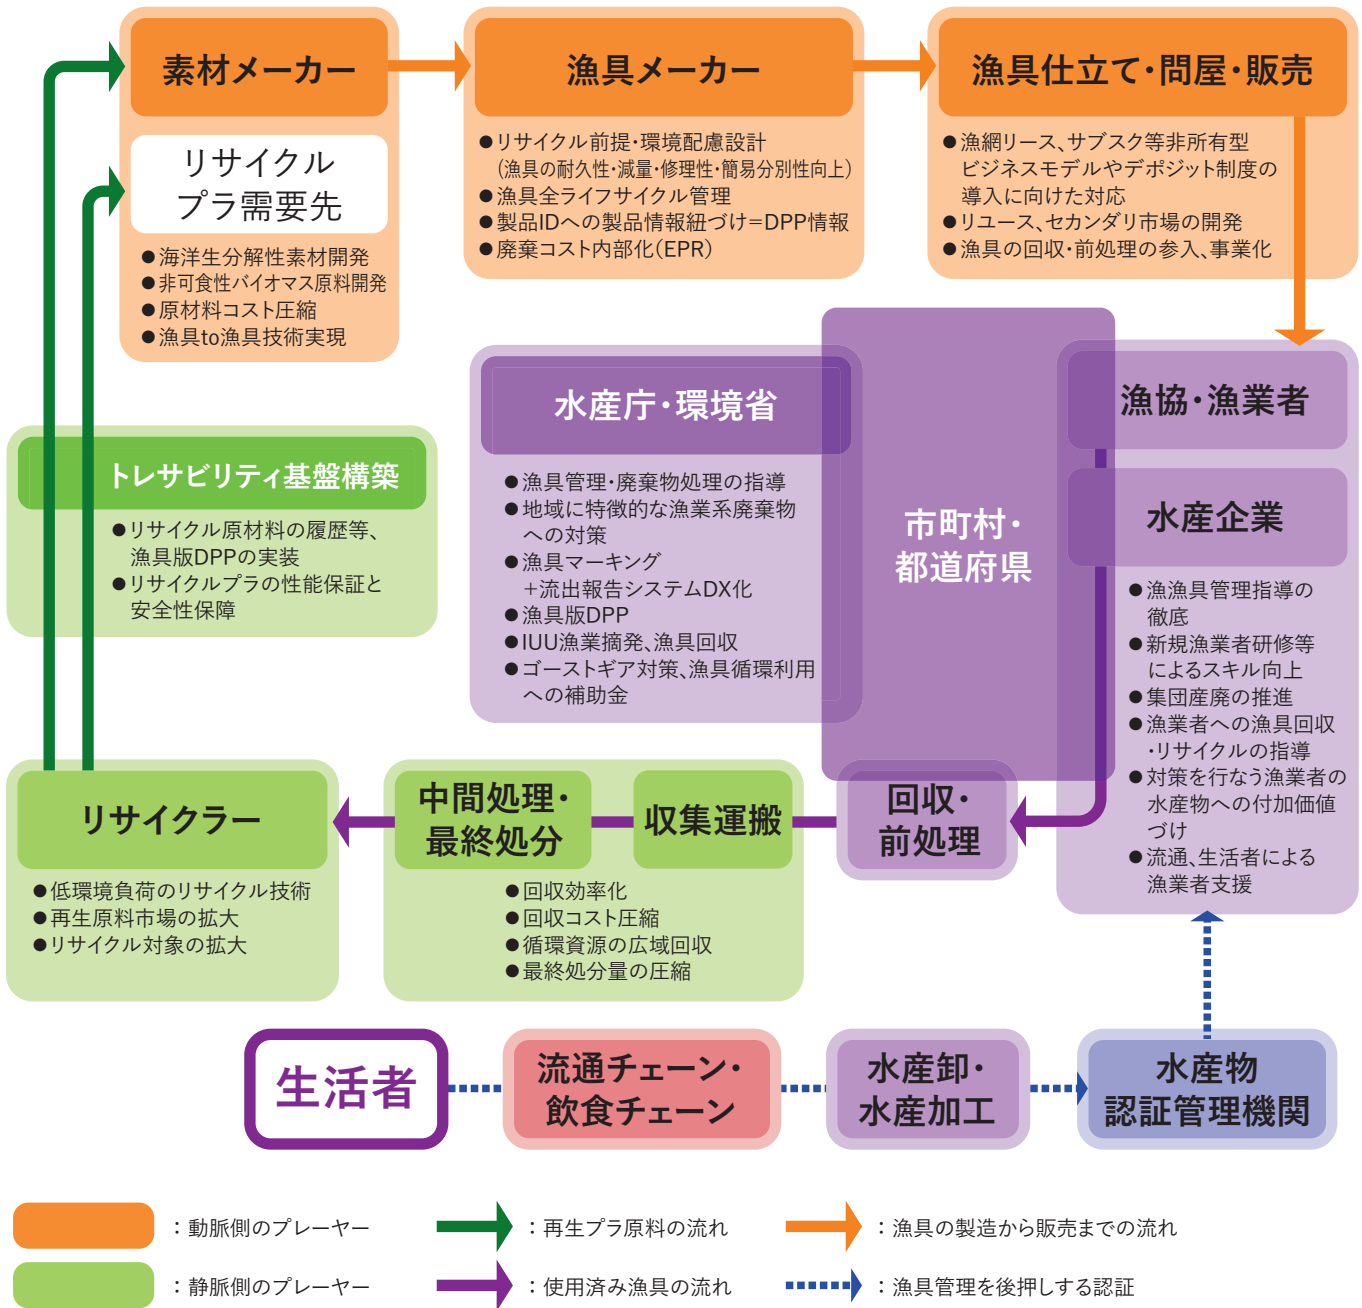 素材メーカー
リサイクル
プラ需要先
●海洋生分解性素材開発
●非可食性バイオマス原料開発
●原材料コスト圧縮
●漁具to漁具技術実現
漁具メーカー
●リサイクル前提・環境配慮設計
(漁具の耐久性・減量・修理性・簡易分別性向上)
●漁具全ライフサイクル管理
●製品IDへの製品情報紐づけ=DPP情報
●廃棄コスト内部化(EPR)
漁具仕立て・問屋・販売
●漁網リース、サブスク等非所有型
ビジネスモデルやデポジット制度の
導入に向けた対応
●リユース、セカンダリ市場の開発
●漁具の回収・前処理の参入、事業化
水産庁・環境省
●漁具管理・廃棄物処理の指導
●地域に特徴的な漁業系廃棄物
への対策
●漁具マーキング
+流出報告システムDX化
●漁具版DPP
●IUU漁業摘発、漁具回収
●ゴーストギア対策、漁具循環利用
への補助金
市町村・
都道府県
漁協・漁業者
水産企業
●漁漁具管理指導の
徹底
●新規漁業者研修等
によるスキル向上
●集団産廃の推進
●漁業者への漁具回収
・リサイクルの指導
●対策を行なう漁業者の
水産物への付加価値
づけ
●流通、生活者による
漁業者支援
トレサビリティ基盤構築
●リサイクル原材料の履歴等、
漁具版DPPの実装
●リサイクルプラの性能保証と
安全性保障
リサイクラー
●低環境負荷のリサイクル技術
●再生原料市場の拡大
●リサイクル対象の拡大
中間処理・
最終処分
収集運搬
●回収効率化
●回収コスト圧縮
●循環資源の広域回収
●最終処分量の圧縮
回収・
前処理
生活者
流通チェーン・
飲食チェーン
水産卸・
水産加工
水産物
認証管理機関
:動脈側のプレーヤー
:再生プラ原料の流れ
:漁具の製造から販売までの流れ
:静脈側のプレーヤー
:使用済み漁具の流れ
:漁具管理を後押しする認証